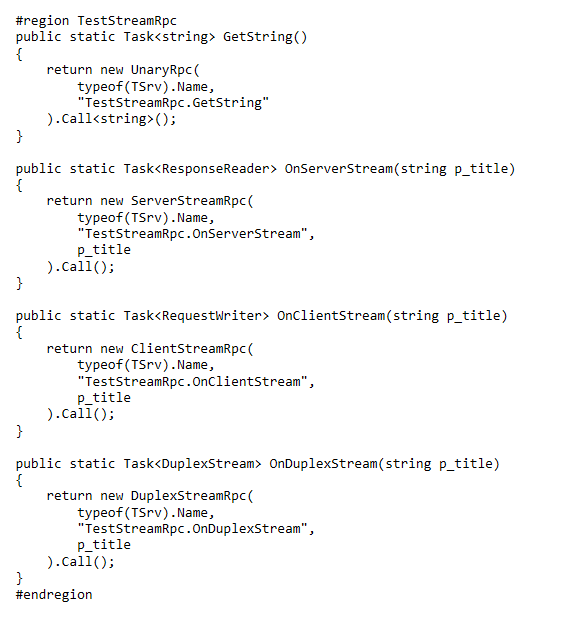 #region TestStreamRpc
public static Task<string> GetString()
{
    return new UnaryRpc(
        typeof(TSrv).Name,
        "TestStreamRpc.GetString"
    ).Call<string>();
}

public static Task<ResponseReader> OnServerStream(string p_title)
{
    return new ServerStreamRpc(
        typeof(TSrv).Name,
        "TestStreamRpc.OnServerStream",
        p_title
    ).Call();
}

public static Task<RequestWriter> OnClientStream(string p_title)
{
    return new ClientStreamRpc(
        typeof(TSrv).Name,
        "TestStreamRpc.OnClientStream",
        p_title
    ).Call();
}

public static Task<DuplexStream> OnDuplexStream(string p_title)
{
    return new DuplexStreamRpc(
        typeof(TSrv).Name,
        "TestStreamRpc.OnDuplexStream",
        p_title
    ).Call();
}
#endregion